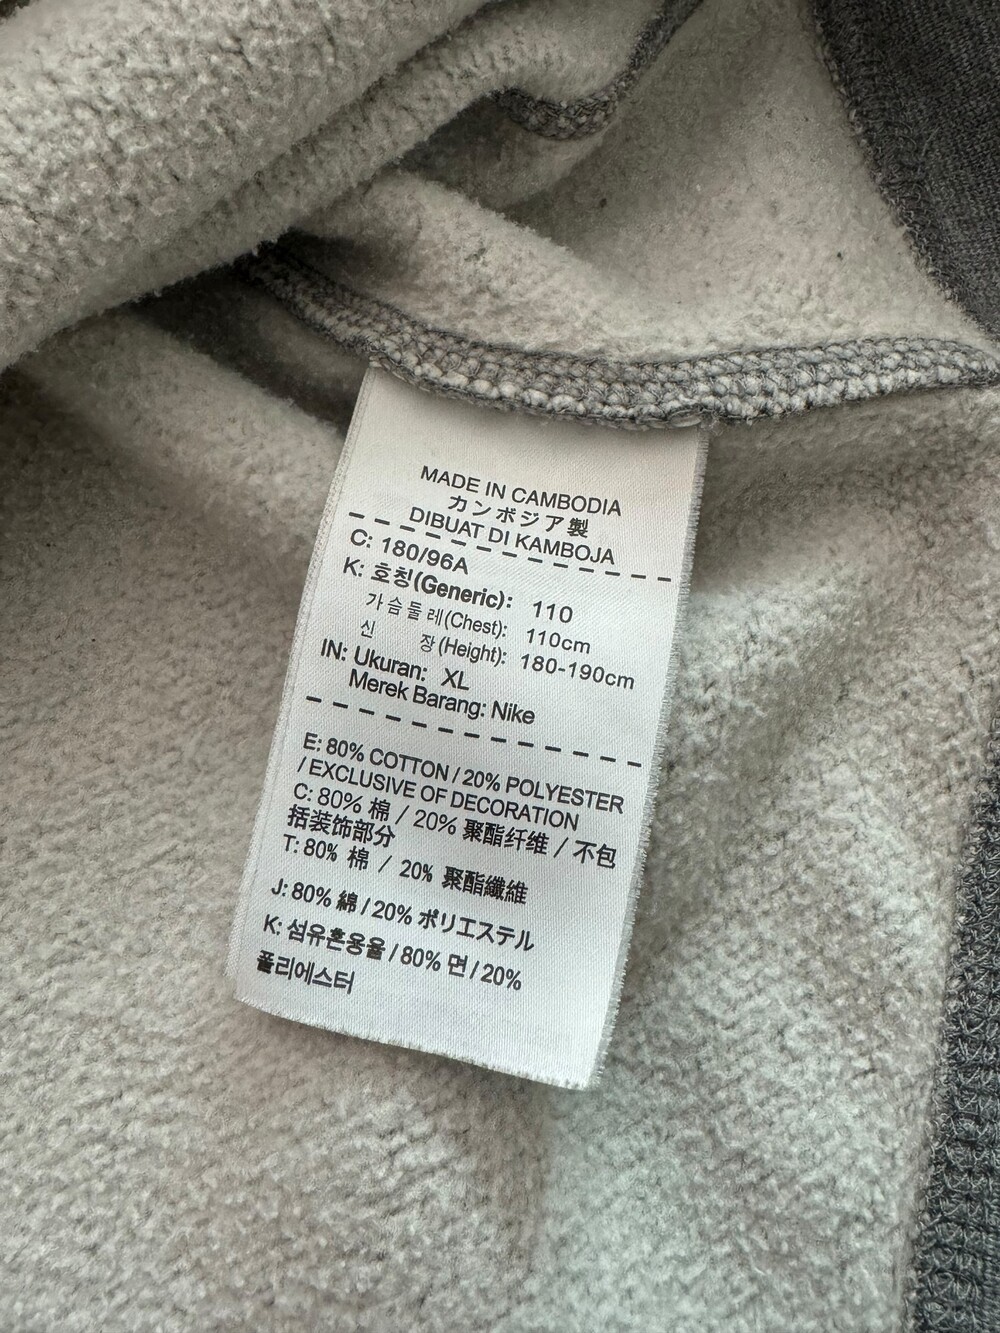 MADE IN CAMBODIA
カンボジア製
DIBUAT DI KAMBOJA
C: 180/96A
K: 호칭(Generic): 110
가슴둘레(Chest): 110cm
신 장(Height): 180-190cm
IN: Ukuran: XL
Merek Barang: Nike
E: 80% COTTON / 20% POLYESTER
/ EXCLUSIVE OF DECORATION
C: 80% 棉 / 20% 聚酯纤维 / 不包
括装饰部分
T: 80% 棉 / 20% 聚酯纖維
J: 80% 綿 / 20% ポリエステル
K: 섬유혼용율 / 80% 면 / 20%
폴리에스터